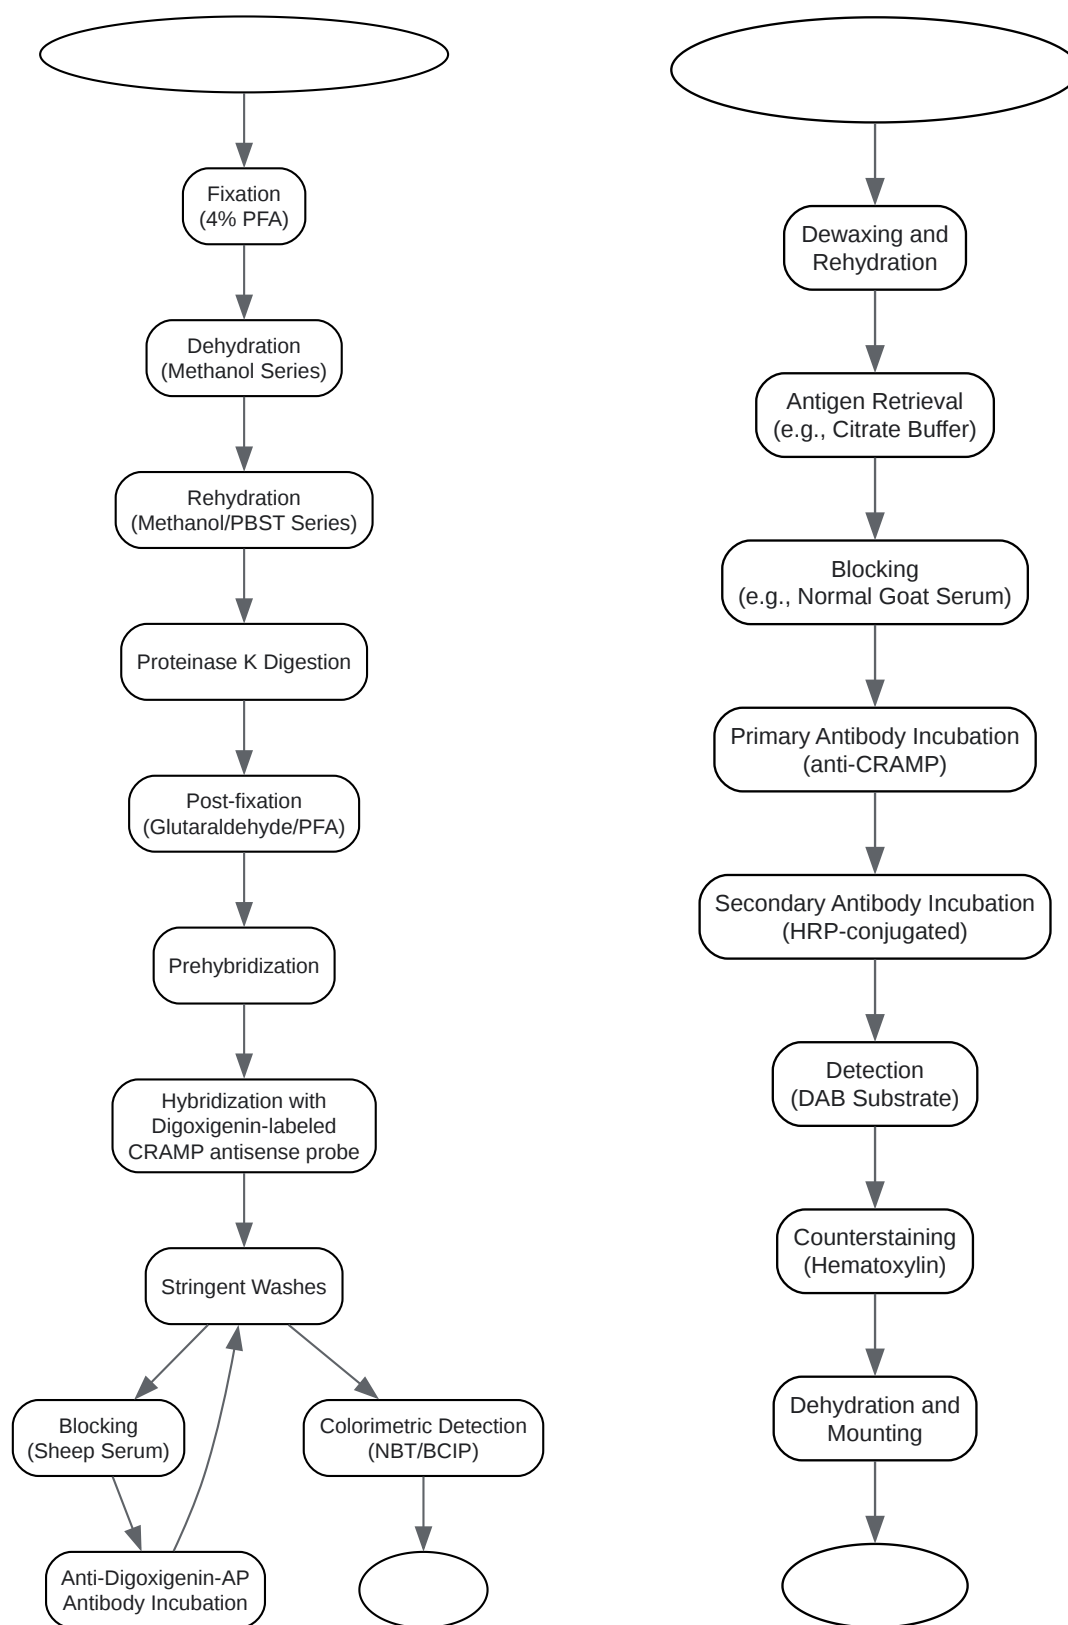 Fixation
(4% PFA)
Dehydration
(Methanol Series)
Rehydration
(Methanol/PBST Series)
Proteinase K Digestion
Post-fixation
(Glutaraldehyde/PFA)
Prehybridization
Hybridization with
Digoxigenin-labeled
CRAMP antisense probe
Stringent Washes
Blocking
(Sheep Serum)
Colorimetric Detection
(NBT/BCIP)
Anti-Digoxigenin-AP
Antibody Incubation
Dewaxing and
Rehydration
Antigen Retrieval
(e.g., Citrate Buffer)
Blocking
(e.g., Normal Goat Serum)
Primary Antibody Incubation
(anti-CRAMP)
Secondary Antibody Incubation
(HRP-conjugated)
Detection
(DAB Substrate)
Counterstaining
(Hematoxylin)
Dehydration and
Mounting